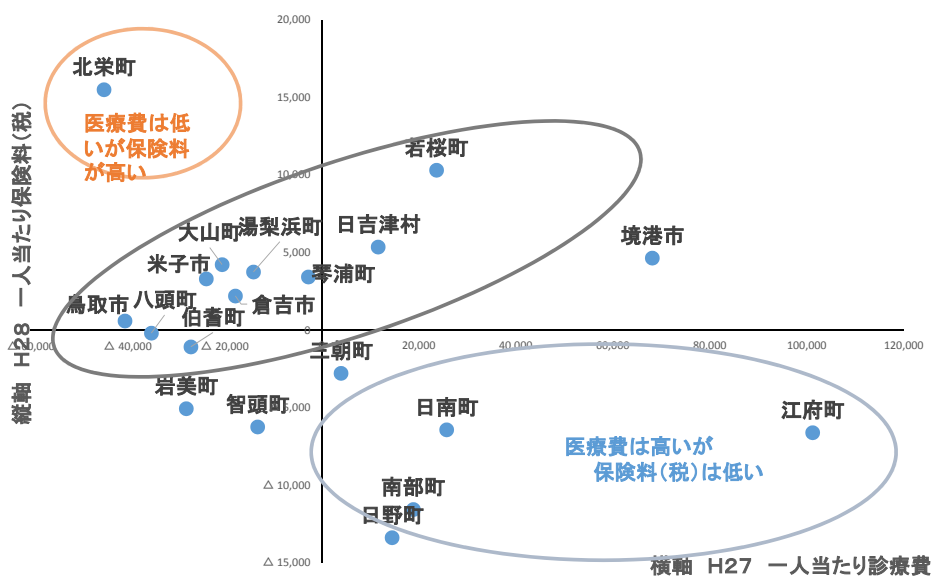 20,000
北栄町
15,000
医療費は低
いが保険料
が高い
若桜町
10,000
縦軸 H28 一人当たり保険料(税)
大山町
湯梨浜町
日吉津村
境港市
5,000
米子市
琴浦町
鳥取市
八頭町
倉吉市
伯耆町
0
△ 60,000
△ 40,000
△ 20,000
20,000
40,000
60,000
80,000
100,000
120,000
三朝町
岩美町
智頭町
5,000
日南町
江府町
医療費は高いが
保険料(税)は低い
南部町
△ 10,000
日野町
△ 15,000
横軸 H27 一人当たり診療費